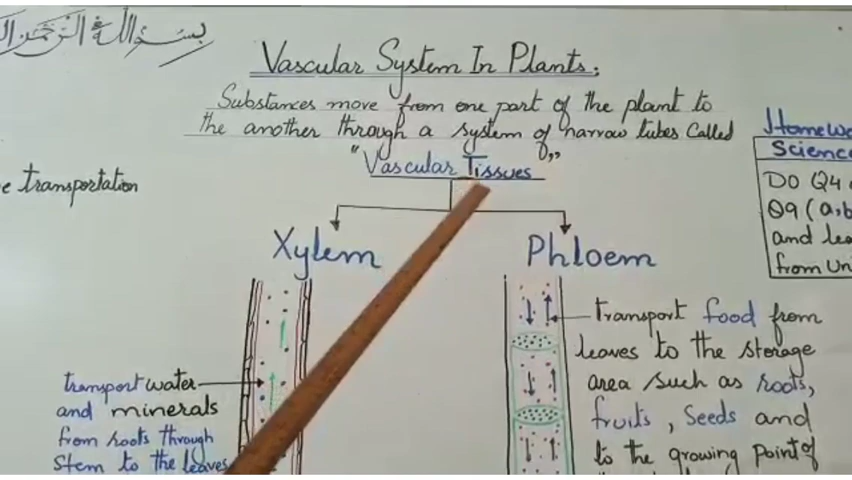 بسم الله الرحمن
Vascular System In Plants:
Substances move from one part of the plant to
the another through a system of narrow tubes Called
"Vascular Tissues"
transportation
Homewo
Science
DO Q4
Q9 (a,b
and lea
from Un
Xylem
Phloem
transport water
and minerals
from roots through
Stem to the leaves
transport food from
leaves to the storage
area such as roots,
fruits, Seeds and
to the growing point of